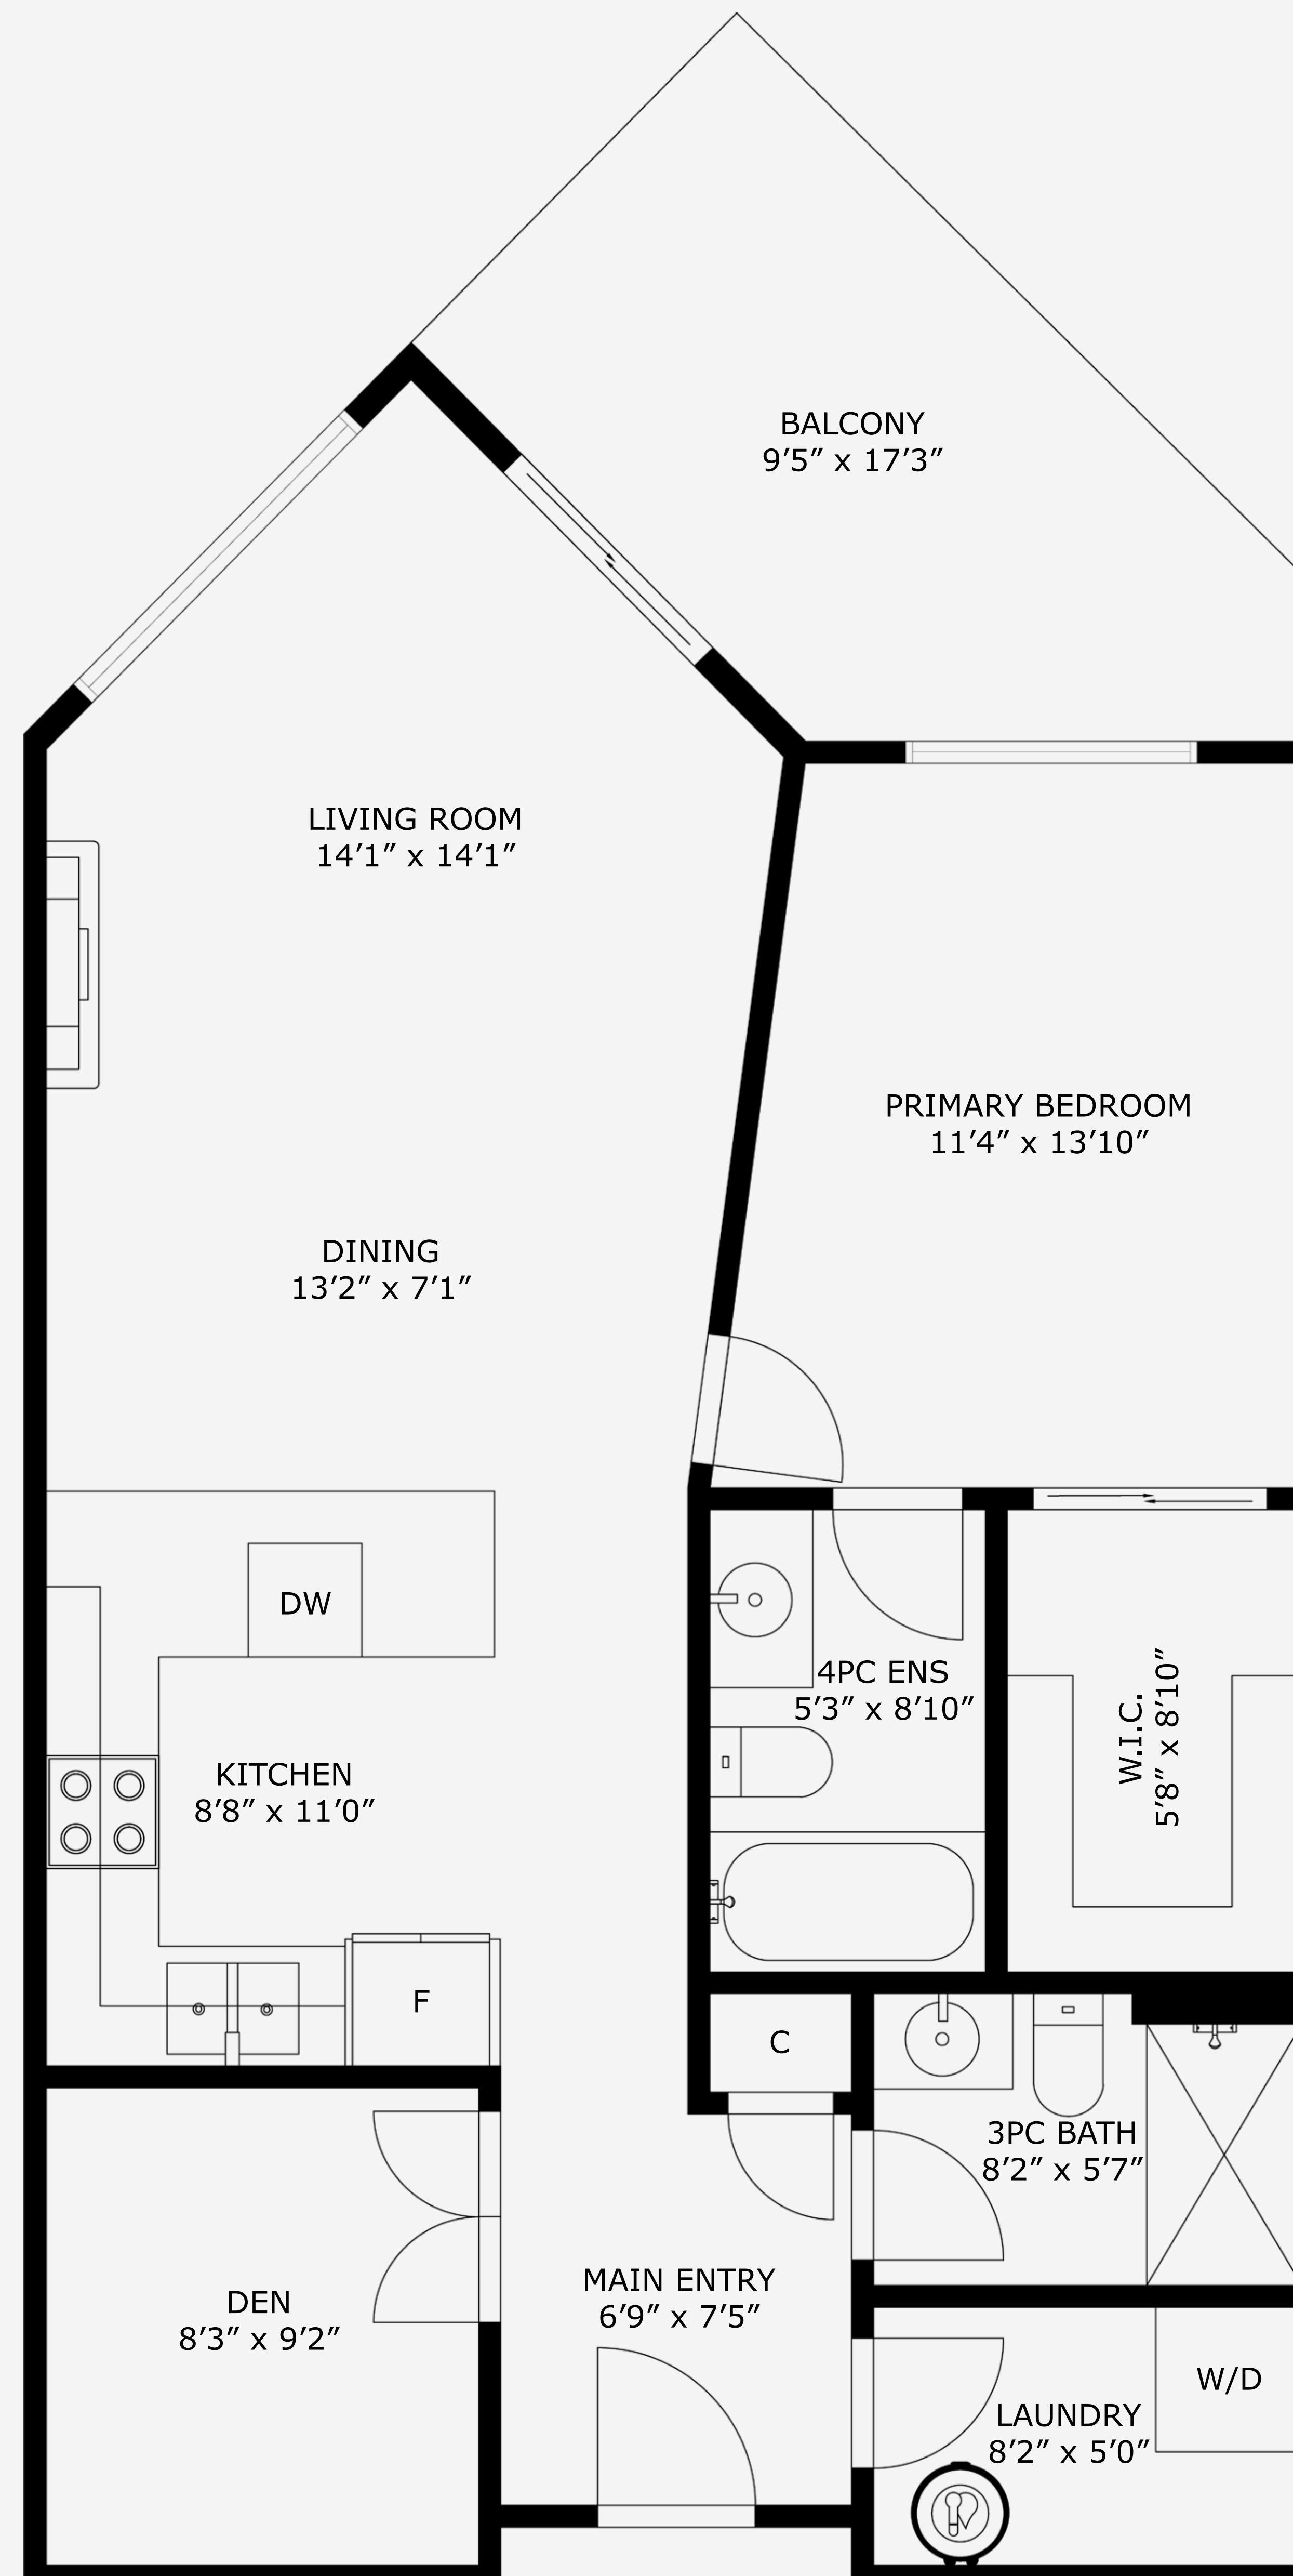 BALCONY
9′5″ x 17′3″
LIVING ROOM
14′1″ x 14′1″
PRIMARY BEDROOM
11′4″ x 13′10″
DINING
13′2″ x 7′1″
DW
4PC ENS
5′3″ x 8′10″
W.I.C.
5′8″ x 8′10″
KITCHEN
8′8″ x 11′0″
F
C
3PC BATH
8′2″ x 5′7″
MAIN ENTRY
6′9″ x 7′5″
DEN
8′3″ x 9′2″
W/D
LAUNDRY
8′2″ x 5′0″